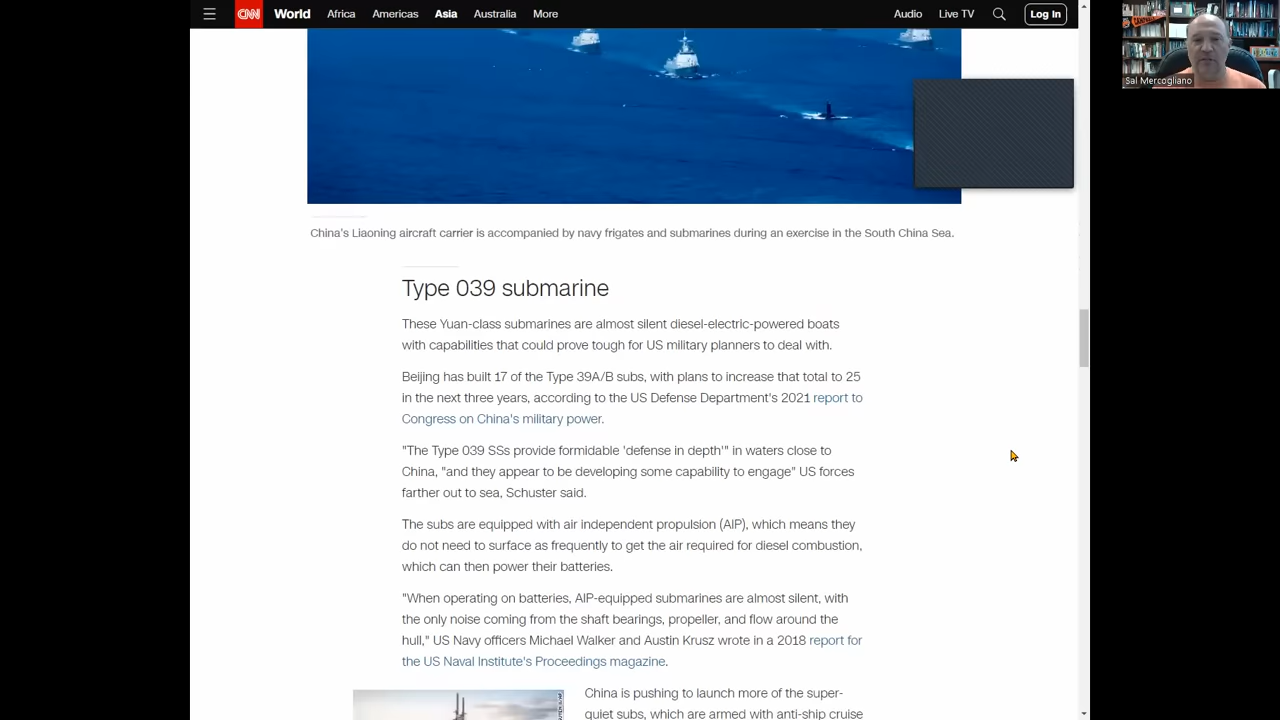 CNN World Africa Americas Asia Australia More Audio Live TV Log In
Sal Mercogliano
China's Liaoning aircraft carrier is accompanied by navy frigates and submarines during an exercise in the South China Sea.
Type 039 submarine
These Yuan-class submarines are almost silent diesel-electric-powered boats
with capabilities that could prove tough for US military planners to deal with.
Beijing has built 17 of the Type 39A/B subs, with plans to increase that total to 25
in the next three years, according to the US Defense Department's 2021 report to
Congress on China's military power.
"The Type 039 SSs provide formidable 'defense in depth'" in waters close to
China, "and they appear to be developing some capability to engage" US forces
farther out to sea, Schuster said.
The subs are equipped with air independent propulsion (AIP), which means they
do not need to surface as frequently to get the air required for diesel combustion,
which can then power their batteries.
"When operating on batteries, AIP-equipped submarines are almost silent, with
the only noise coming from the shaft bearings, propeller, and flow around the
hull," US Navy officers Michael Walker and Austin Krusz wrote in a 2018 report for
the US Naval Institute's Proceedings magazine.
China is pushing to launch more of the super-
quiet subs, which are armed with anti-ship cruise